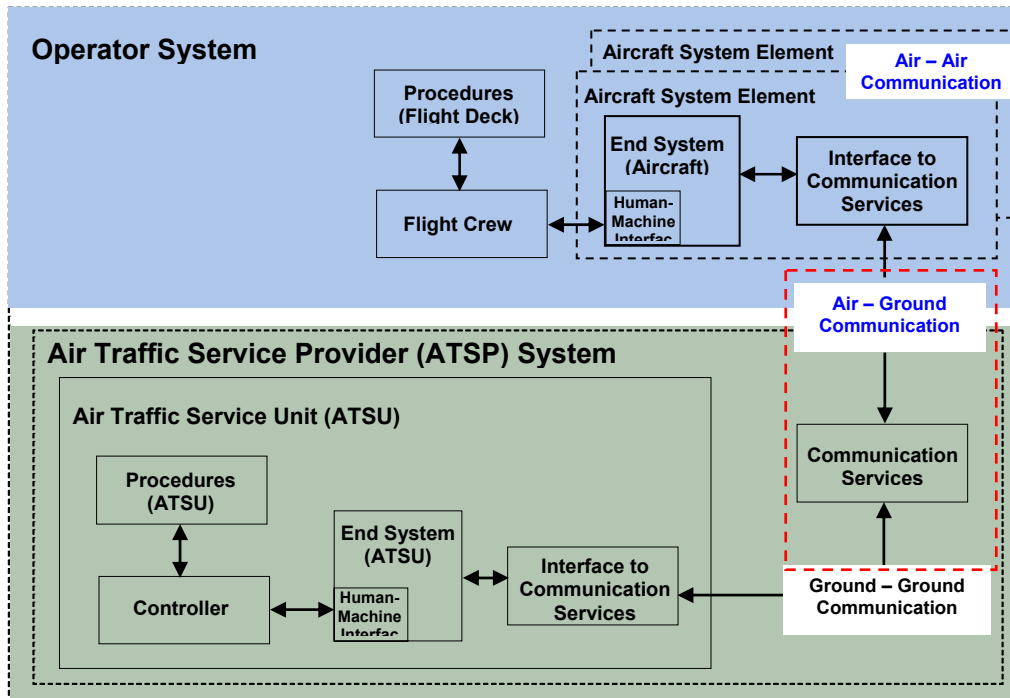 Operator System
Aircraft System Element
Air – Air
Communication
Aircraft System Element
Procedures
(Flight Deck)
End System
(Aircraft)
Interface to
Communication
Services
Human-
Machine
Interfac
Flight Crew
Air – Ground
Communication
Air Traffic Service Provider (ATSP) System
Air Traffic Service Unit (ATSU)
Communication
Services
Procedures
(ATSU)
End System
(ATSU)
Interface to
Communication
Services
Human-
Machine
Interfac
Controller
Ground – Ground
Communication